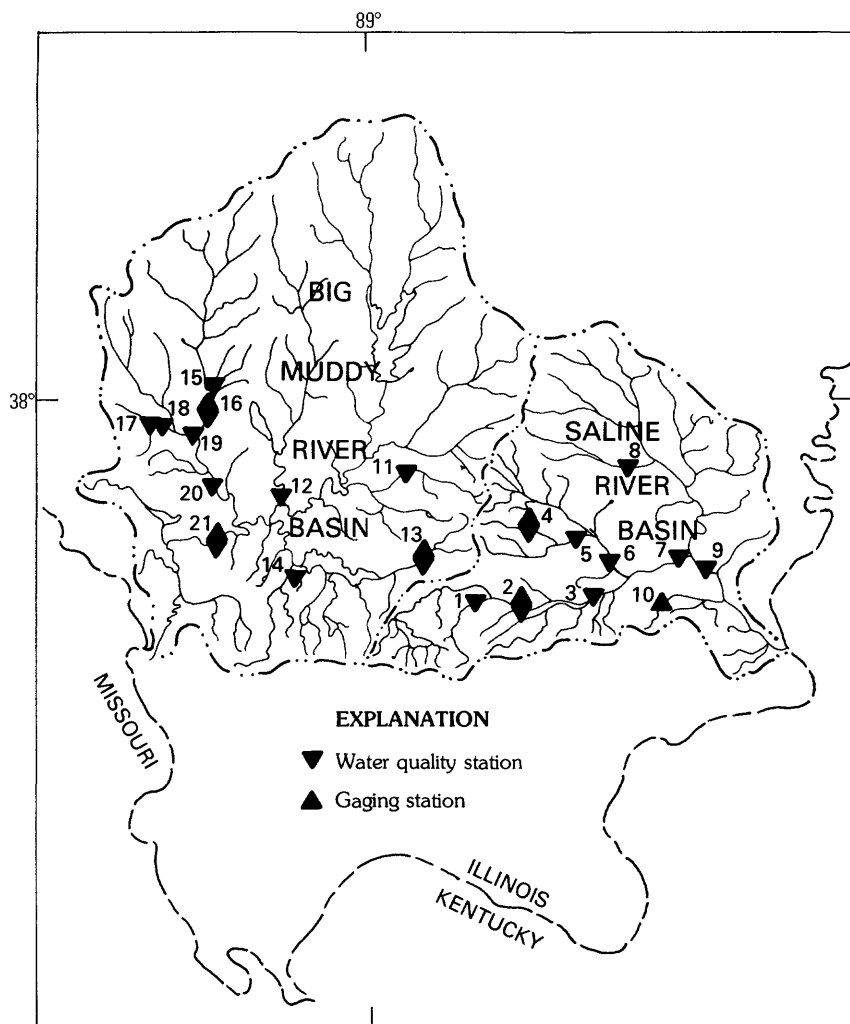 89°
BIG
MUDDY
15
38°
16
17
18
19
SALINE
RIVER
8
11
RIVER
20
12
BASIN
4
BASIN
21
13
5
6
7
9
14
1
2
3
10
MISSOURI
EXPLANATION
Water quality station
Gaging station
ILLINOIS
KENTUCKY